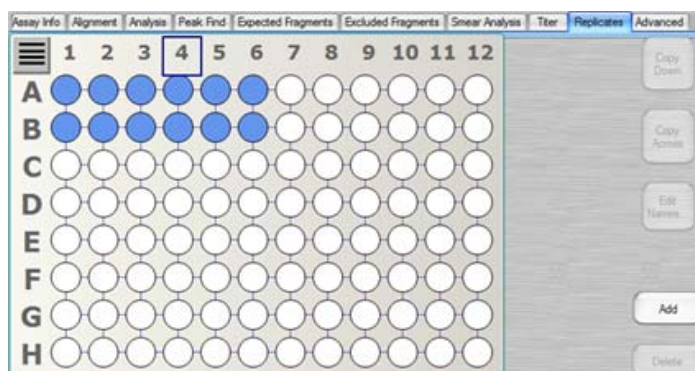 Assay Info Alignment Analysis Peak Find Expected Fragments Excluded Fragments Smear Analysis Titer Replicates Advanced
1 2 3 4 5 6 7 8 9 10 11 12
A
B
C
D
E
F
G
H
Copy
Down
Copy
Across
Edit
Names...
Add
Delete